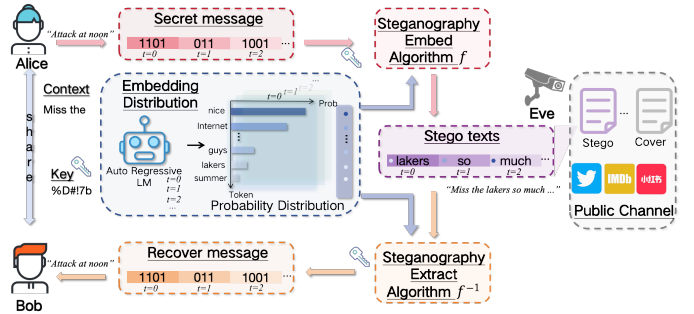 Alice
"Attack at noon"
Secret message
1101 011 1001 ...
t=0 t=1 t=2
Steganography
Embed
Algorithm f
share
Context
Miss the
Key
%D#!7b
Embedding
Distribution
Auto Regressive
LM
t=0
t=1
t=2
...
t=0 t=1 t=2 ...
Prob
nice
Internet
guys
lakers
summer
Token
Probability Distribution
Stego texts
lakers so much ...
t=0 t=1 t=2
"Miss the lakers so much ..."
Eve
... 
Stego Cover
IMDb
小红书
Public Channel
Bob
"Attack at noon"
Recover message
1101 011 1001 ...
t=0 t=1 t=2
Steganography
Extract
Algorithm f⁻¹